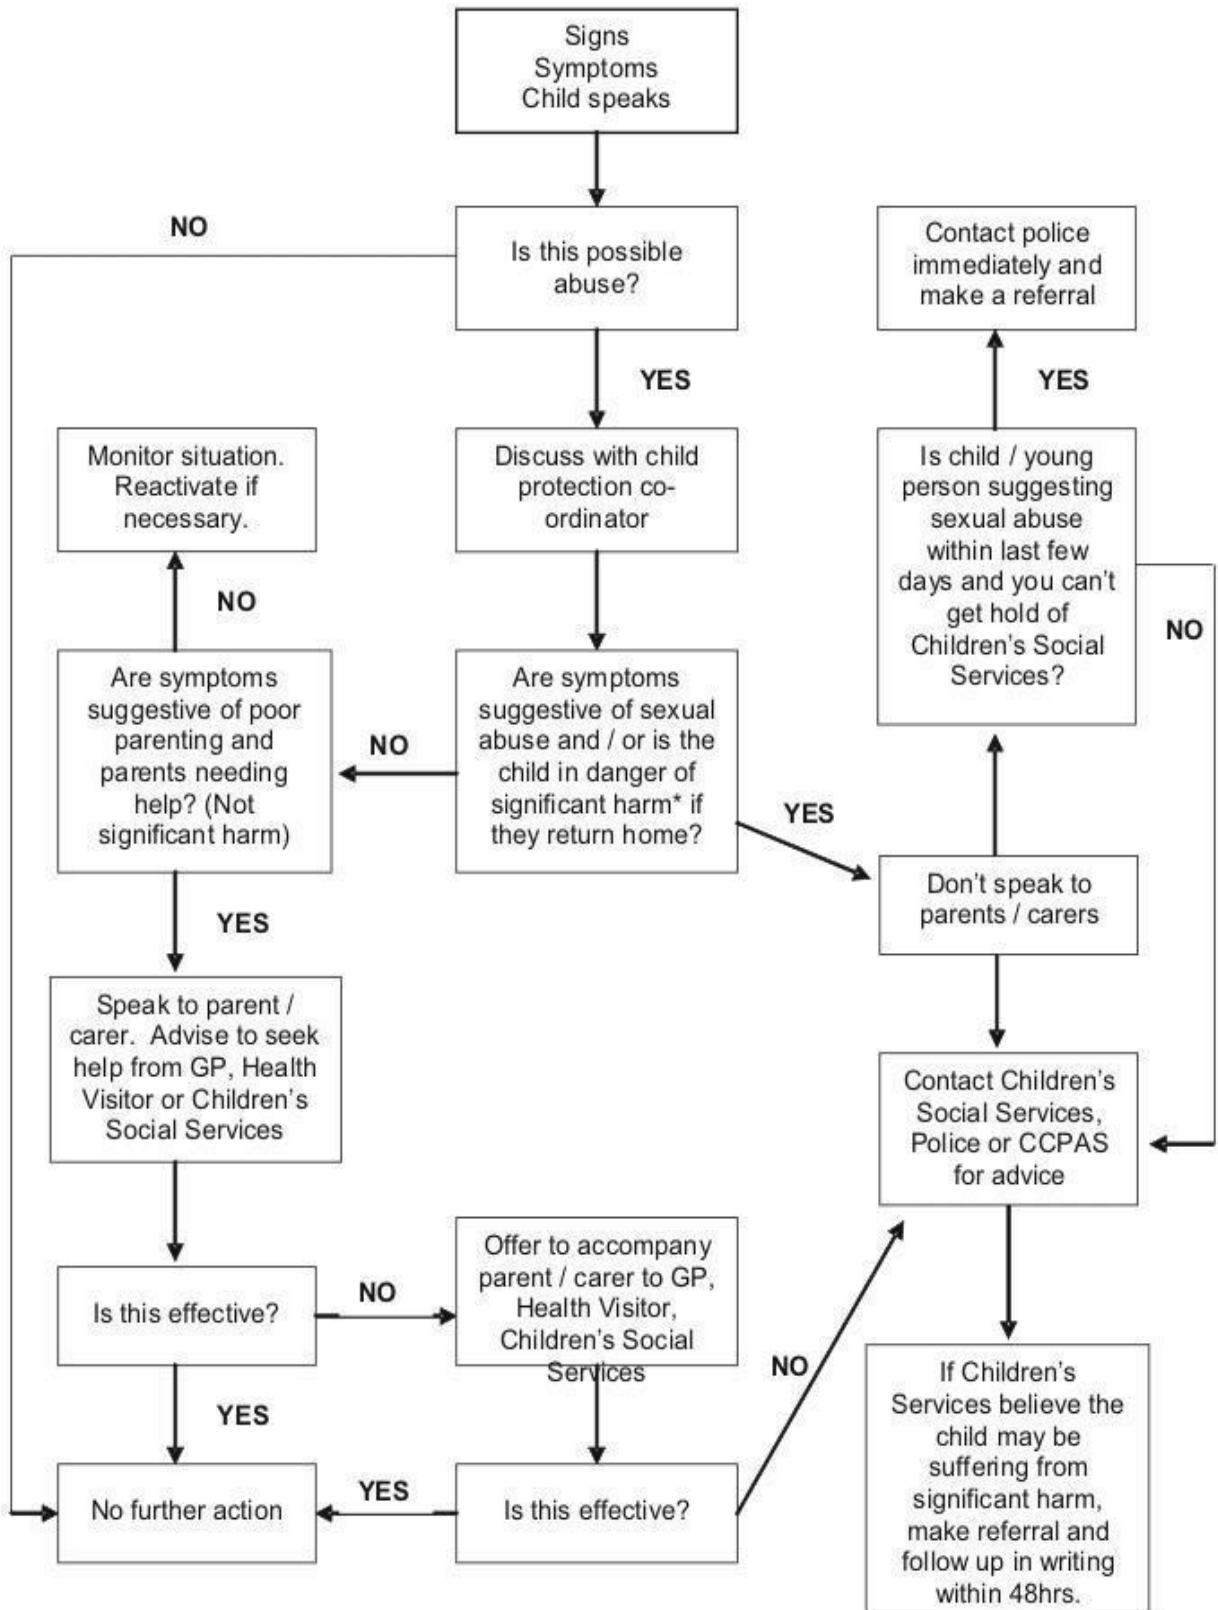 Signs
Symptoms
Child speaks
NO
Is this possible
abuse?
Contact police
immediately and
make a referral
YES
YES
Monitor situation.
Reactivate if
necessary.
Discuss with child
protection co-
ordinator
Is child / young
person suggesting
sexual abuse
within last few
days and you can't
get hold of
Children's Social
Services?
NO
NO
Are symptoms
suggestive of poor
parenting and
parents needing
help? (Not
significant harm)
NO
Are symptoms
suggestive of sexual
abuse and / or is the
child in danger of
significant harm* if
they return home?
YES
Don't speak to
parents / carers
YES
Speak to parent /
carer. Advise to seek
help from GP, Health
Visitor or Children's
Social Services
Contact Children's
Social Services,
Police or CCPAS
for advice
Is this effective?
NO
Offer to accompany
parent / carer to GP,
Health Visitor,
Children's Social
Services
NO
If Children's
Services believe the
child may be
suffering from
significant harm,
make referral and
follow up in writing
within 48hrs.
YES
No further action
YES
Is this effective?